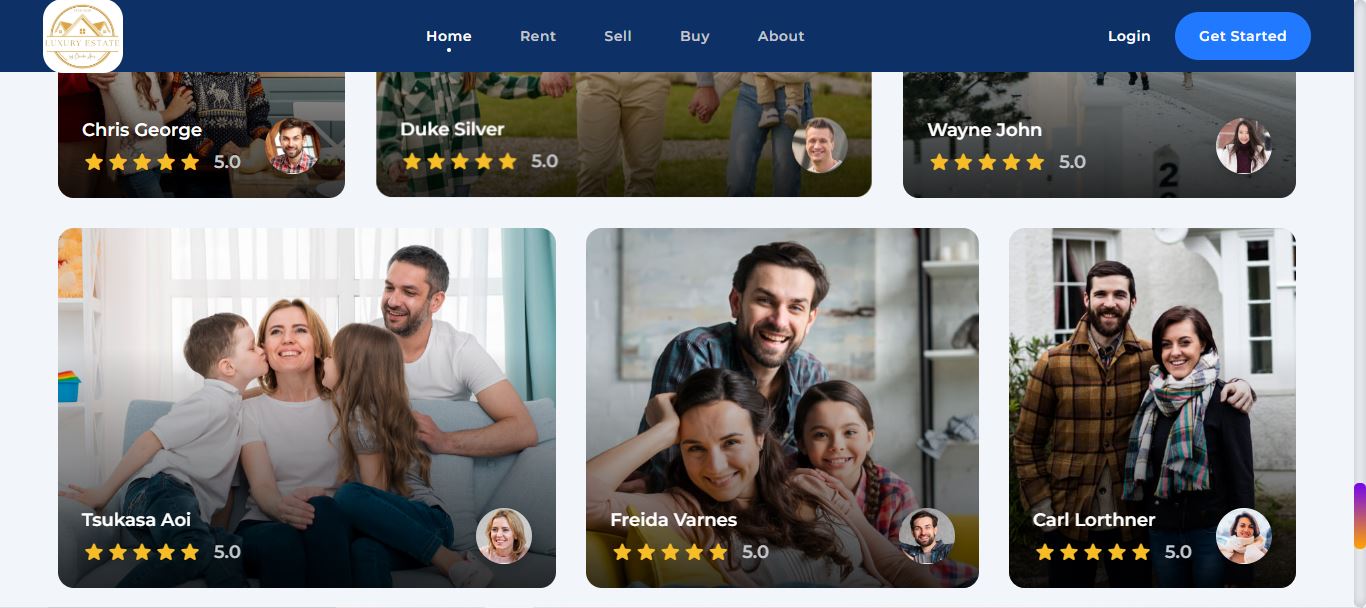 LUXURY ESTATE
Home
Rent
Sell
Buy
About
Login
Get Started
Chris George
5.0
Duke Silver
5.0
Wayne John
5.0
2
Tsukasa Aoi
5.0
Freida Varnes
5.0
Carl Lorthner
5.0